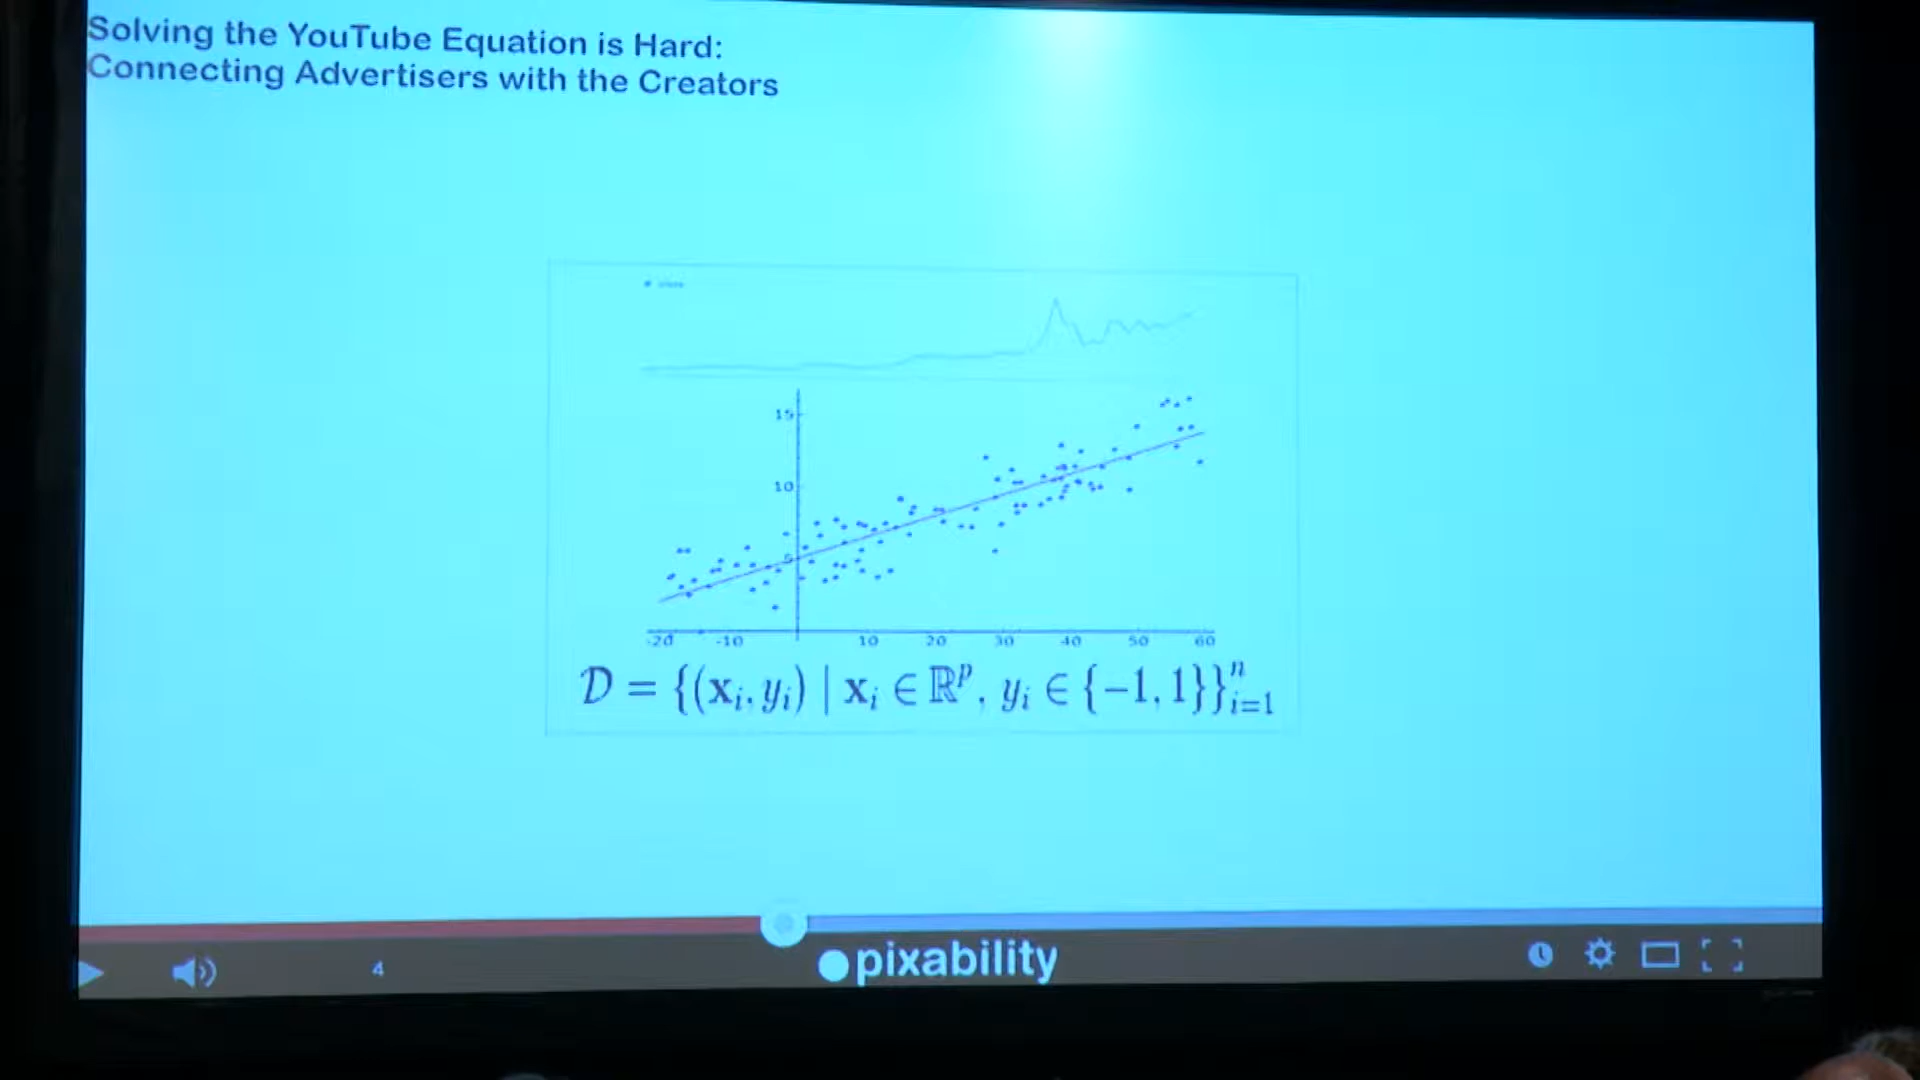 Solving the YouTube Equation is Hard:
Connecting Advertisers with the Creators
15
10
5
-20 -10 10 20 30 40 50 60
𝒟 = {(𝐱ᵢ, yᵢ) | 𝐱ᵢ ∈ ℝᵖ, yᵢ ∈ {−1, 1}}ⁿᵢ₌₁
4
pixability